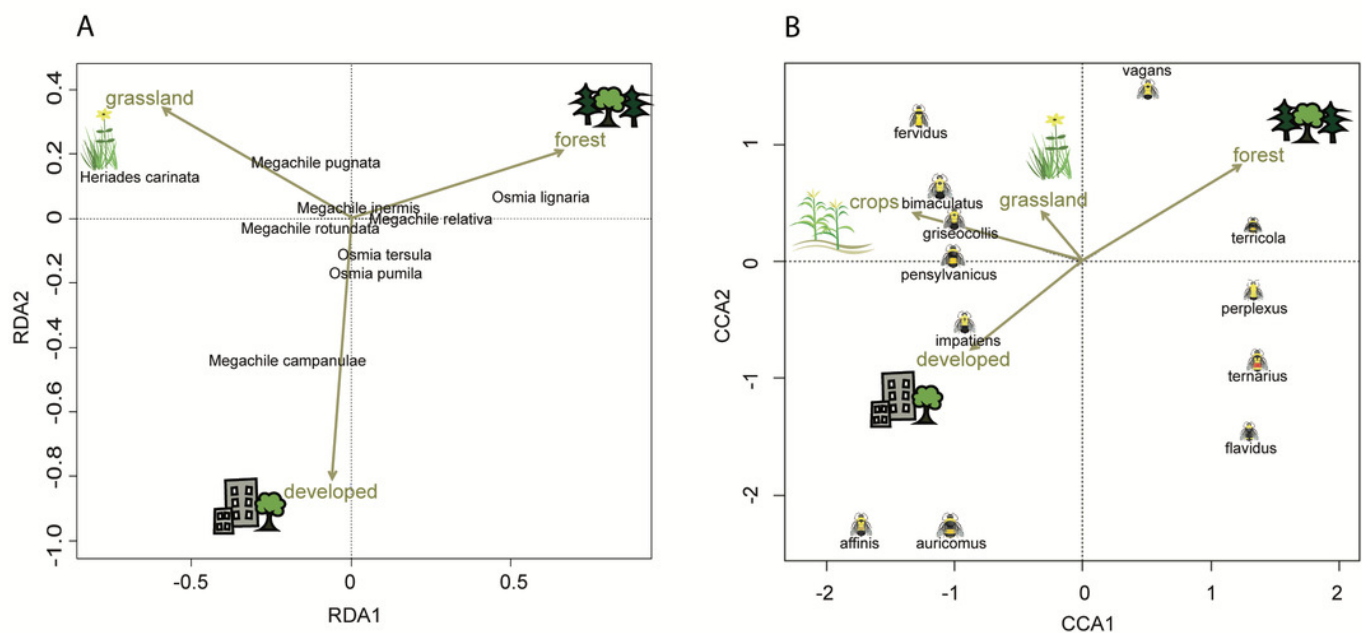 A
RDA2
0.4
0.2
0
-0.2
-0.4
-0.6
-0.8
-1.0
grassland
forest
Megachile pugnata
Heriades carinata
Osmia lignaria
Megachile inermis
Megachile relativa
Megachile rotundata
Osmia tersula
Osmia pumila
Megachile campanulae
developed
-0.5
0
0.5
RDA1
B
CCA2
1
0
-1
-2
vagans
fervidus
forest
crops
bimaculatus
grassland
griseocollis
terricola
pensylvanicus
perplexus
impatiens
developed
ternarius
flavidus
affinis
auricomus
-2
-1
0
1
2
CCA1